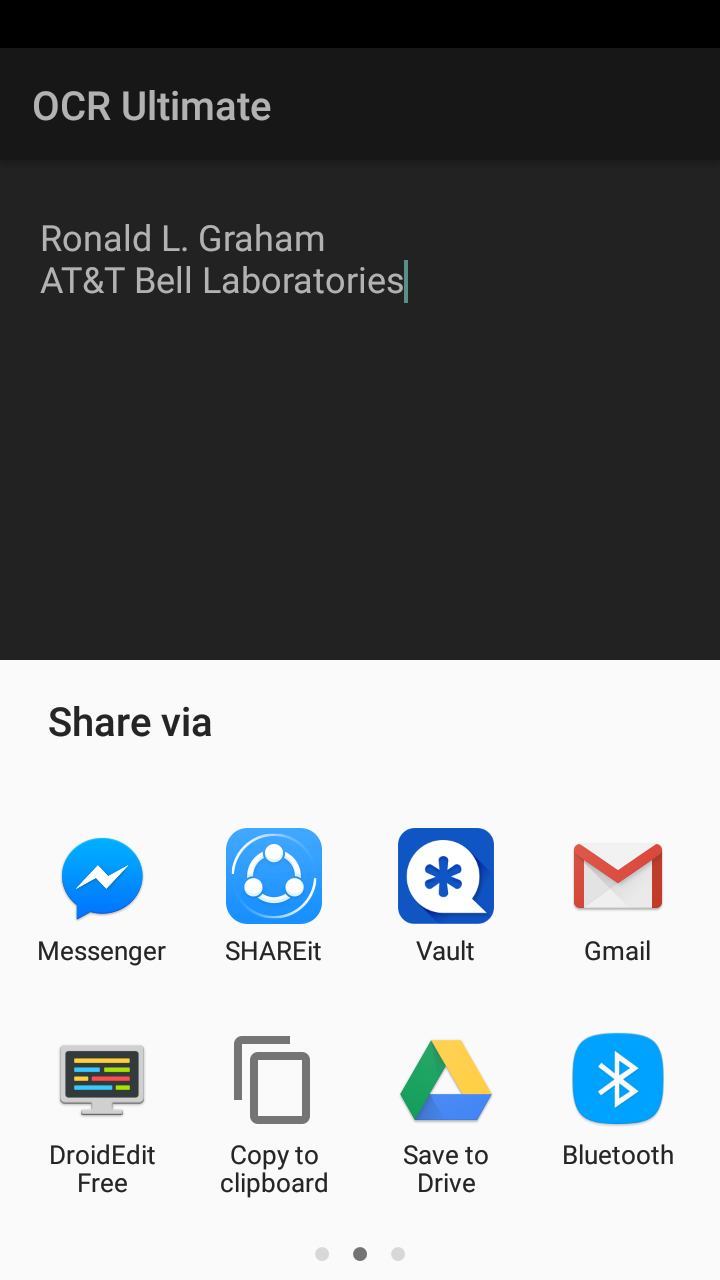 OCR Ultimate
Ronald L. Graham
AT&T Bell Laboratories
Share via
Messenger
SHAREit
Vault
Gmail
DroidEdit Free
Copy to clipboard
Save to Drive
Bluetooth